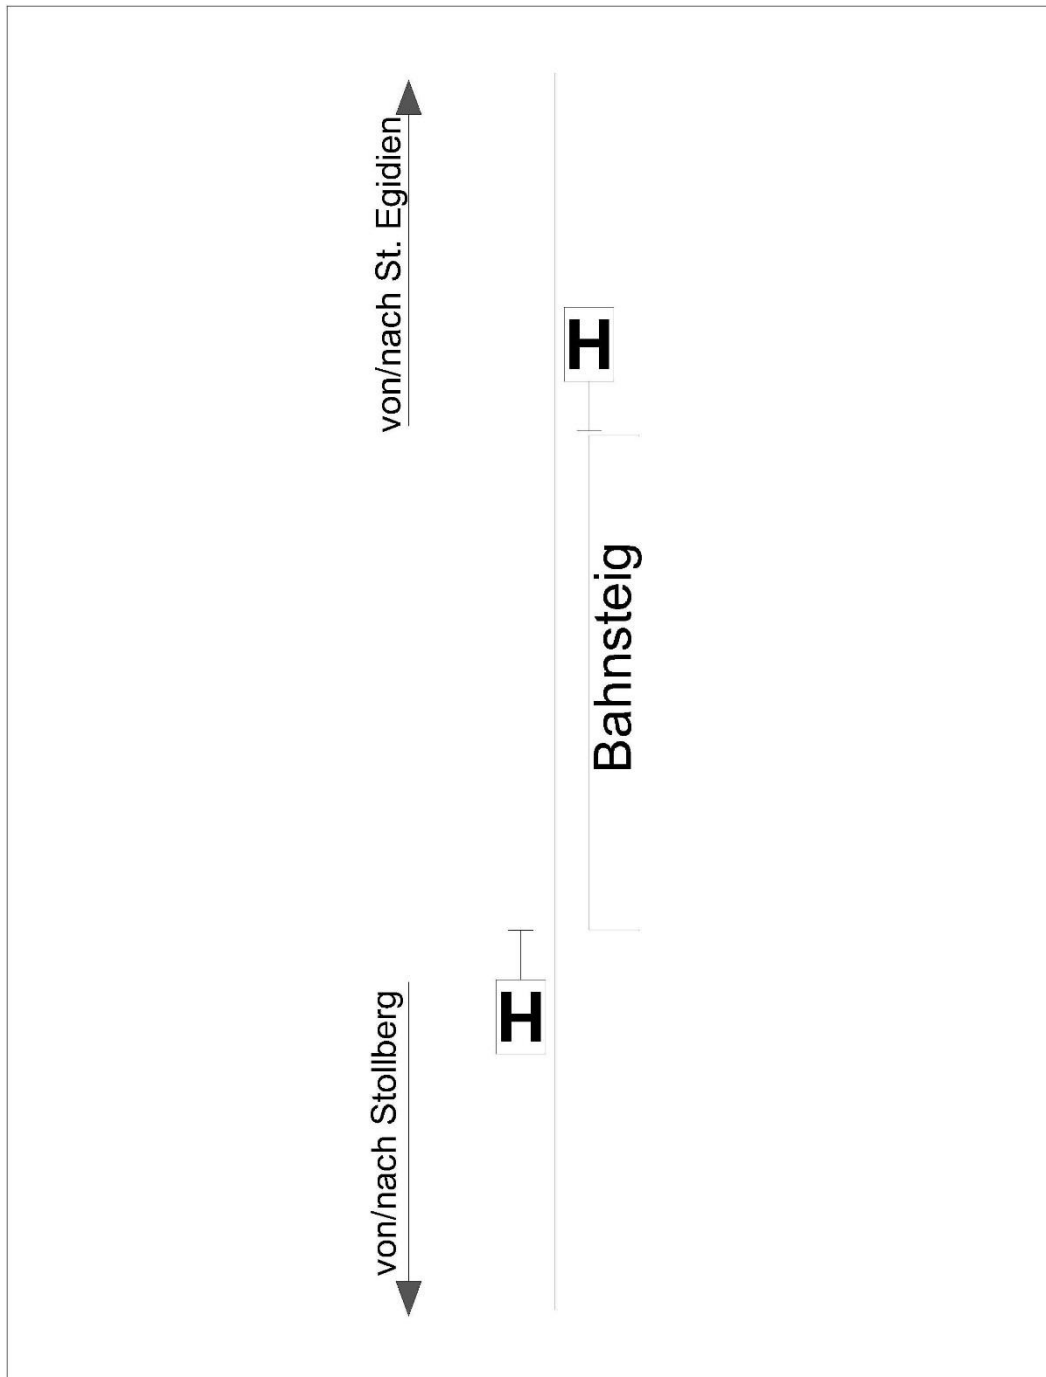 von/nach St. Egidien
H
Bahnsteig
H
von/nach Stollberg